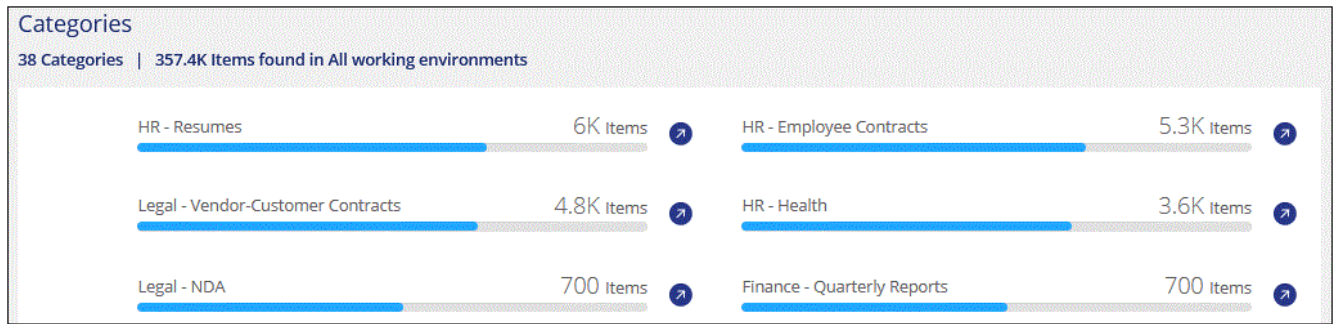 Categories
38 Categories | 357.4K Items found in All working environments
HR - Resumes 6K Items
HR - Employee Contracts 5.3K Items
Legal - Vendor-Customer Contracts 4.8K Items
HR - Health 3.6K Items
Legal - NDA 700 Items
Finance - Quarterly Reports 700 Items